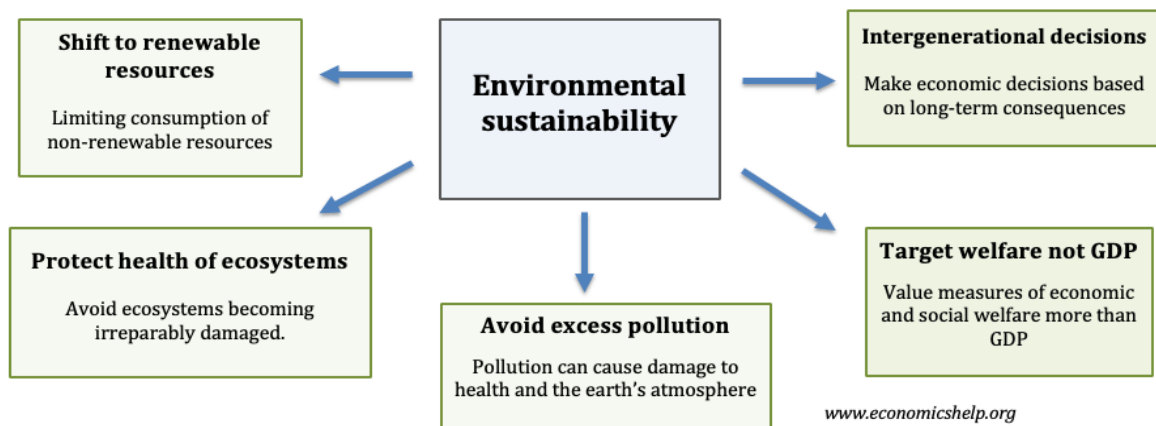 Environmental
sustainability
Shift to renewable
resources
Limiting consumption of
non-renewable resources
Intergenerational decisions
Make economic decisions based
on long-term consequences
Protect health of ecosystems
Avoid ecosystems becoming
irreparably damaged.
Avoid excess pollution
Pollution can cause damage to
health and the earth's atmosphere
Target welfare not GDP
Value measures of economic
and social welfare more than
GDP
www.economicshelp.org